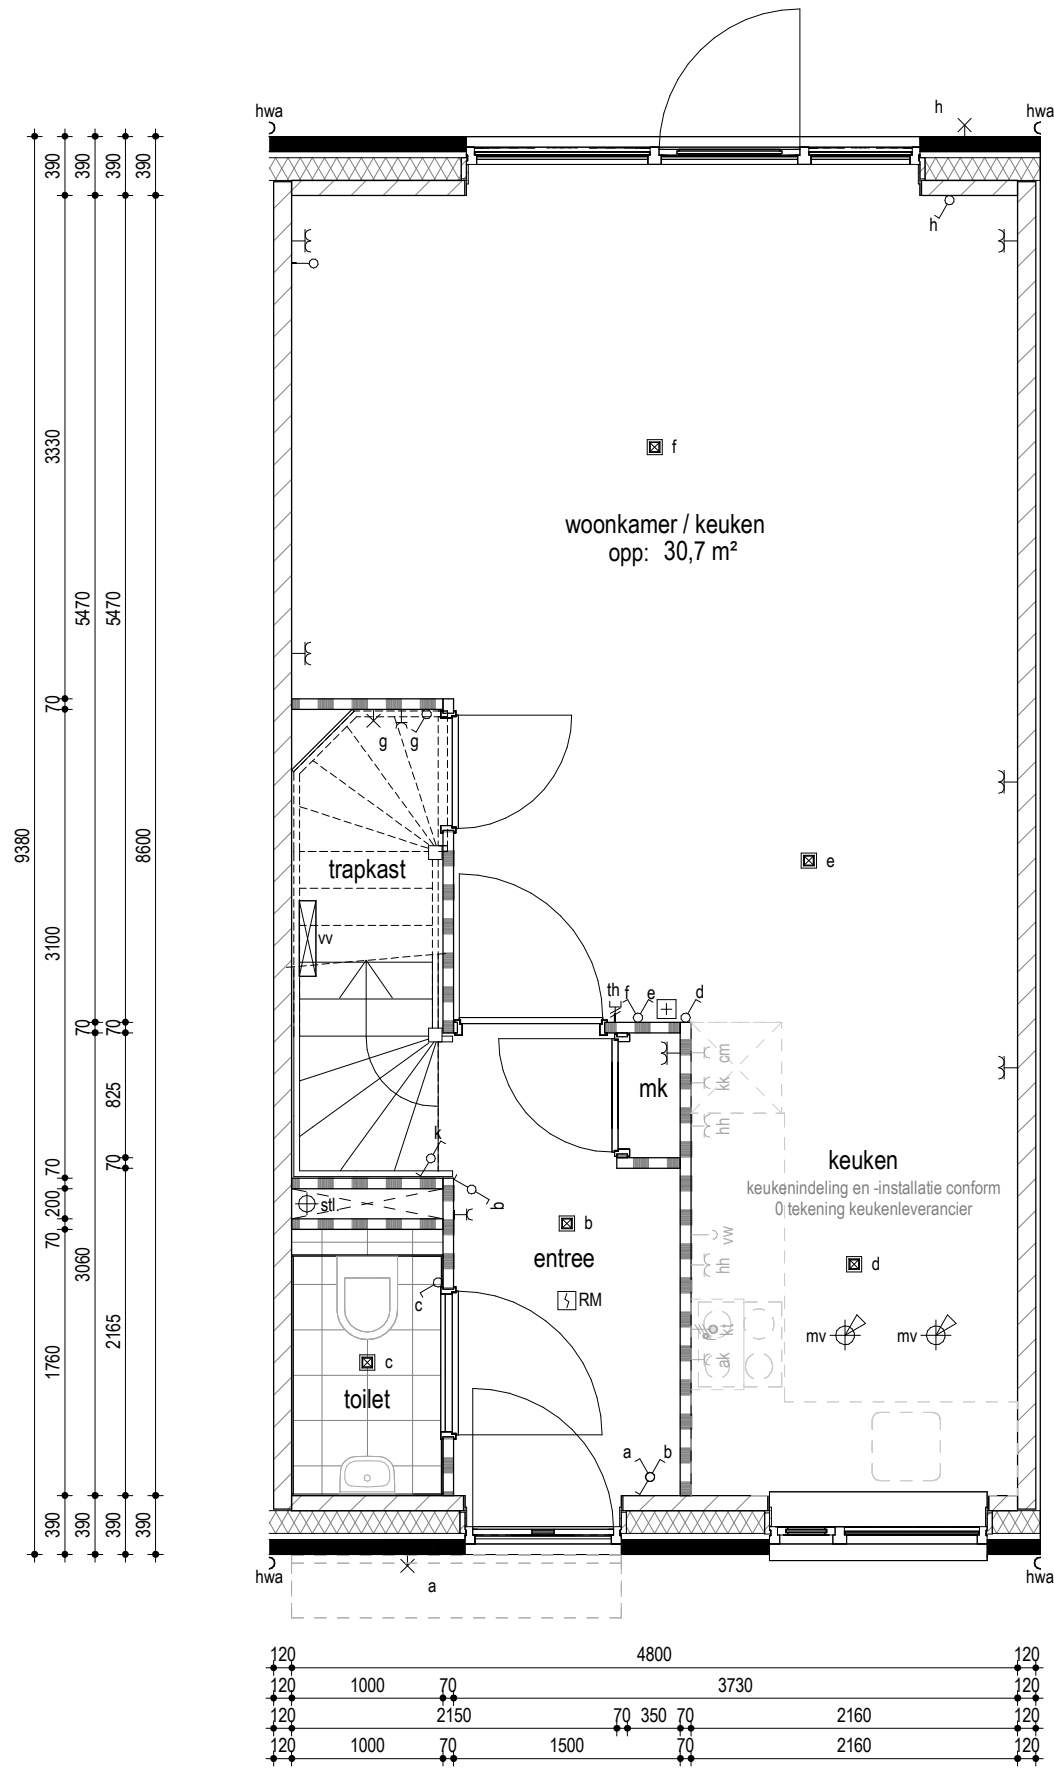 h
hwa
hwa
390
390
390
390
h
3330
f
woonkamer / keuken
opp: 30,7 m²
5470
5470
70
g
g
9380
8600
trapkast
e
vv
3100
th
f
e
d
70
70
cm
kk
825
mk
hh
k
70
70
keuken
keukenindeling en -installatie conform
0 tekening keukenleverancier
200
stl.
b
b
vw
70
3060
entree
hh
d
c
RM
2165
kt
mv
mv
1760
c
ak
toilet
a
b
390
390
390
390
hwa
a
hwa
120
4800
120
120
1000
70
3730
120
120
2150
70
350
70
2160
120
120
1000
70
1500
70
2160
120